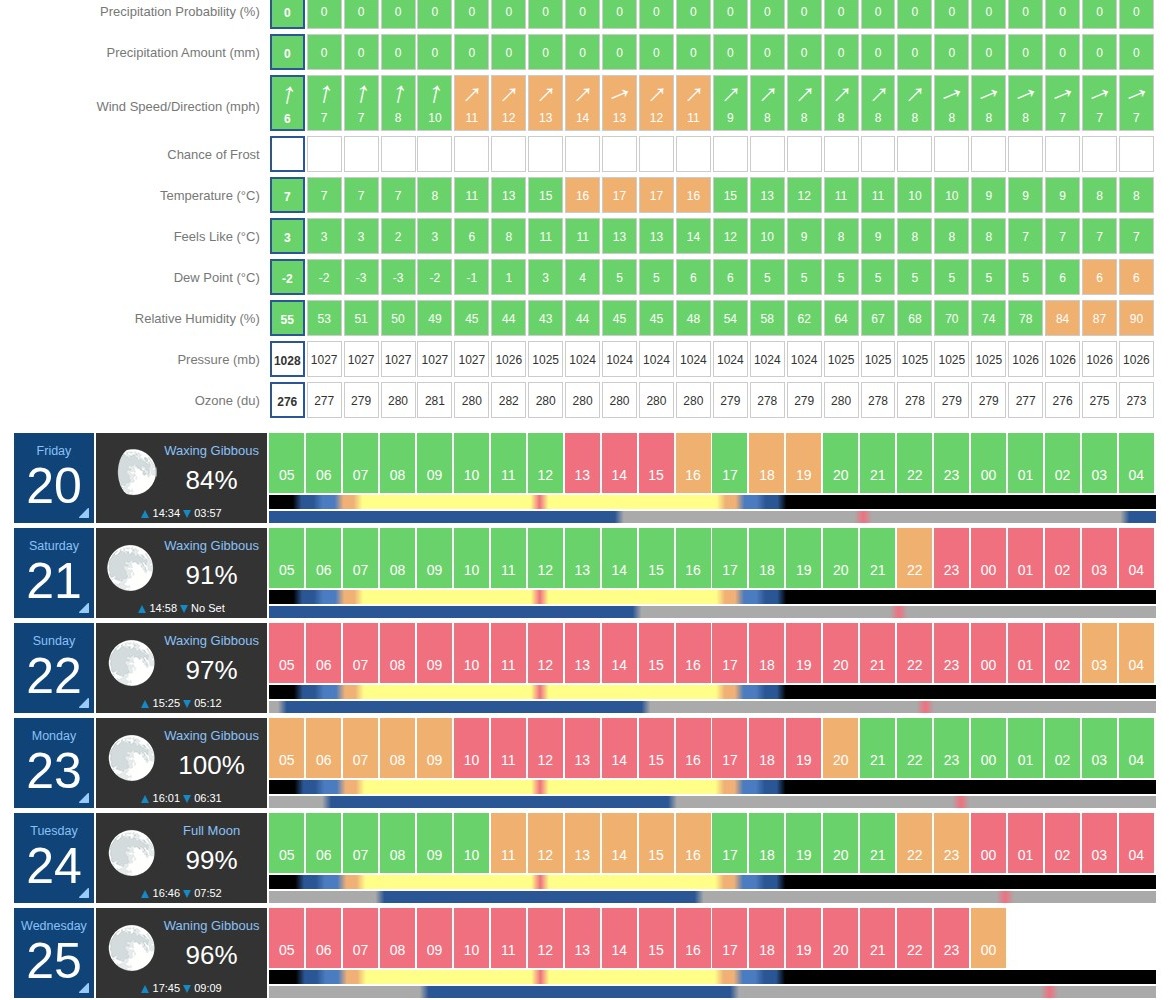 Precipitation Probability (%) 0 0 0 0 0 0 0 0 0 0 0 0 0 0 0 0 0 0 0 0 0 0 0 0
Precipitation Amount (mm) 0 0 0 0 0 0 0 0 0 0 0 0 0 0 0 0 0 0 0 0 0 0 0 0
Wind Speed/Direction (mph) 6 7 7 8 10 11 12 13 14 13 12 11 9 8 8 8 8 8 8 8 8 7 7 7
Chance of Frost
Temperature (°C) 7 7 7 7 8 11 13 15 16 17 17 16 15 13 12 11 11 10 10 9 9 9 8 8
Feels Like (°C) 3 3 3 2 3 6 8 11 11 13 13 14 12 10 9 8 9 8 8 8 7 7 7 7
Dew Point (°C) -2 -2 -3 -3 -2 -1 1 3 4 5 5 6 6 5 5 5 5 5 5 5 5 6 6 6
Relative Humidity (%) 55 53 51 50 49 45 44 43 44 45 45 48 54 58 62 64 67 68 70 74 78 84 87 90
Pressure (mb) 1028 1027 1027 1027 1027 1027 1026 1025 1024 1024 1024 1024 1024 1024 1024 1025 1025 1025 1025 1025 1026 1026 1026 1026
Ozone (du) 276 277 279 280 281 280 282 280 280 280 280 280 279 278 279 280 278 278 279 279 277 276 275 273
Friday
20
Waxing Gibbous
84%
▲ 14:34 ▼ 03:57
05 06 07 08 09 10 11 12 13 14 15 16 17 18 19 20 21 22 23 00 01 02 03 04
Saturday
21
Waxing Gibbous
91%
▲ 14:58 ▼ No Set
05 06 07 08 09 10 11 12 13 14 15 16 17 18 19 20 21 22 23 00 01 02 03 04
Sunday
22
Waxing Gibbous
97%
▲ 15:25 ▼ 05:12
05 06 07 08 09 10 11 12 13 14 15 16 17 18 19 20 21 22 23 00 01 02 03 04
Monday
23
Waxing Gibbous
100%
▲ 16:01 ▼ 06:31
05 06 07 08 09 10 11 12 13 14 15 16 17 18 19 20 21 22 23 00 01 02 03 04
Tuesday
24
Full Moon
99%
▲ 16:46 ▼ 07:52
05 06 07 08 09 10 11 12 13 14 15 16 17 18 19 20 21 22 23 00 01 02 03 04
Wednesday
25
Waning Gibbous
96%
▲ 17:45 ▼ 09:09
05 06 07 08 09 10 11 12 13 14 15 16 17 18 19 20 21 22 23 00